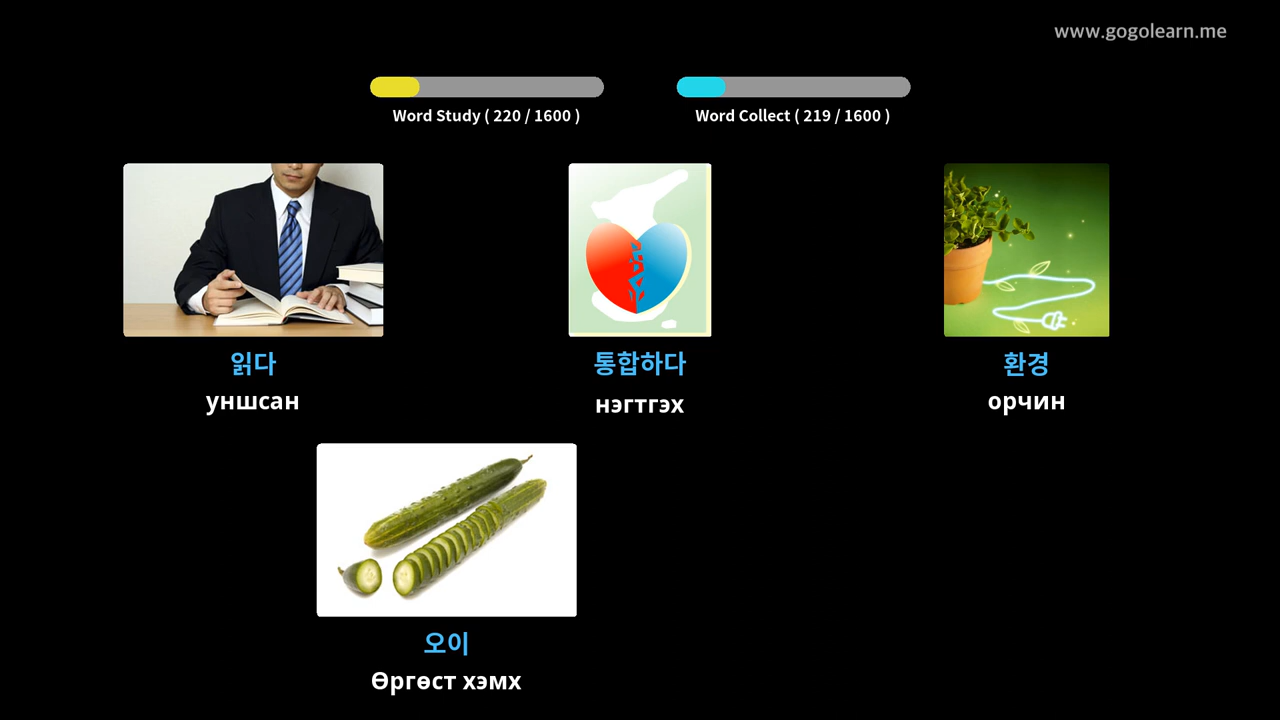 www.gogolearn.me
Word Study ( 220 / 1600 )
Word Collect ( 219 / 1600 )
읽다
уншсан
통합하다
нэгтгэх
환경
орчин
오이
Өргөст хэмх